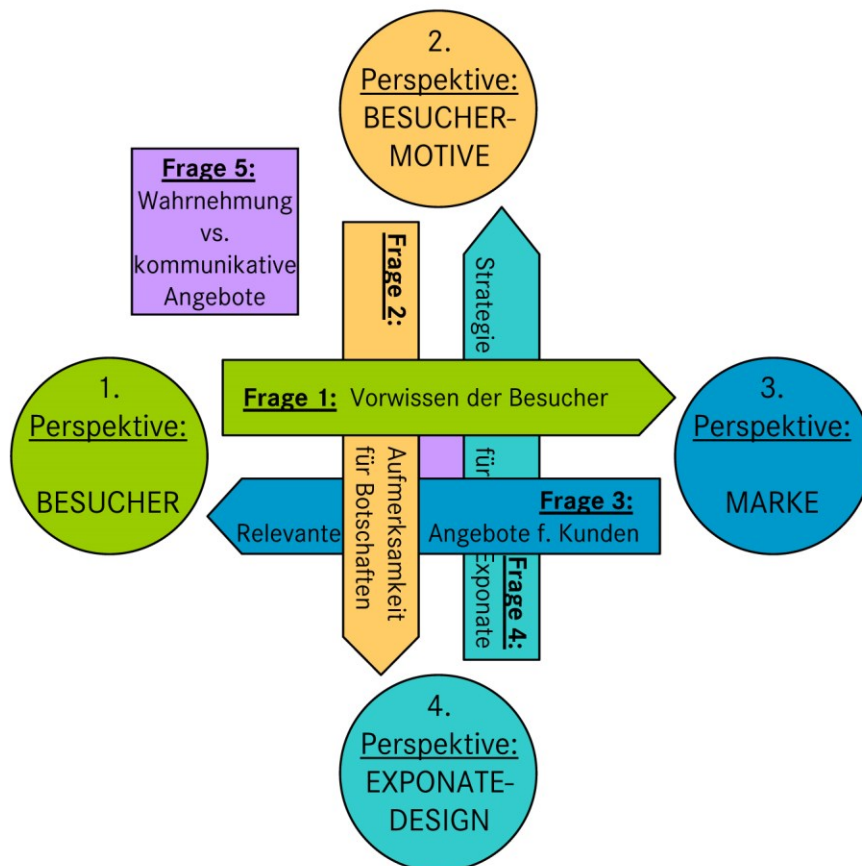 2.
Perspektive:
BESUCHER-
MOTIVE
Frage 5:
Wahrnehmung
vs.
kommunikative
Angebote
Frage 2:
Aufmerksamkeit
für Botschaften
Strategie für Exponate
Frage 4:
1.
Perspektive:
BESUCHER
Frage 1: Vorwissen der Besucher
Frage 3:
Relevante Angebote f. Kunden
3.
Perspektive:
MARKE
4.
Perspektive:
EXPONATE-
DESIGN